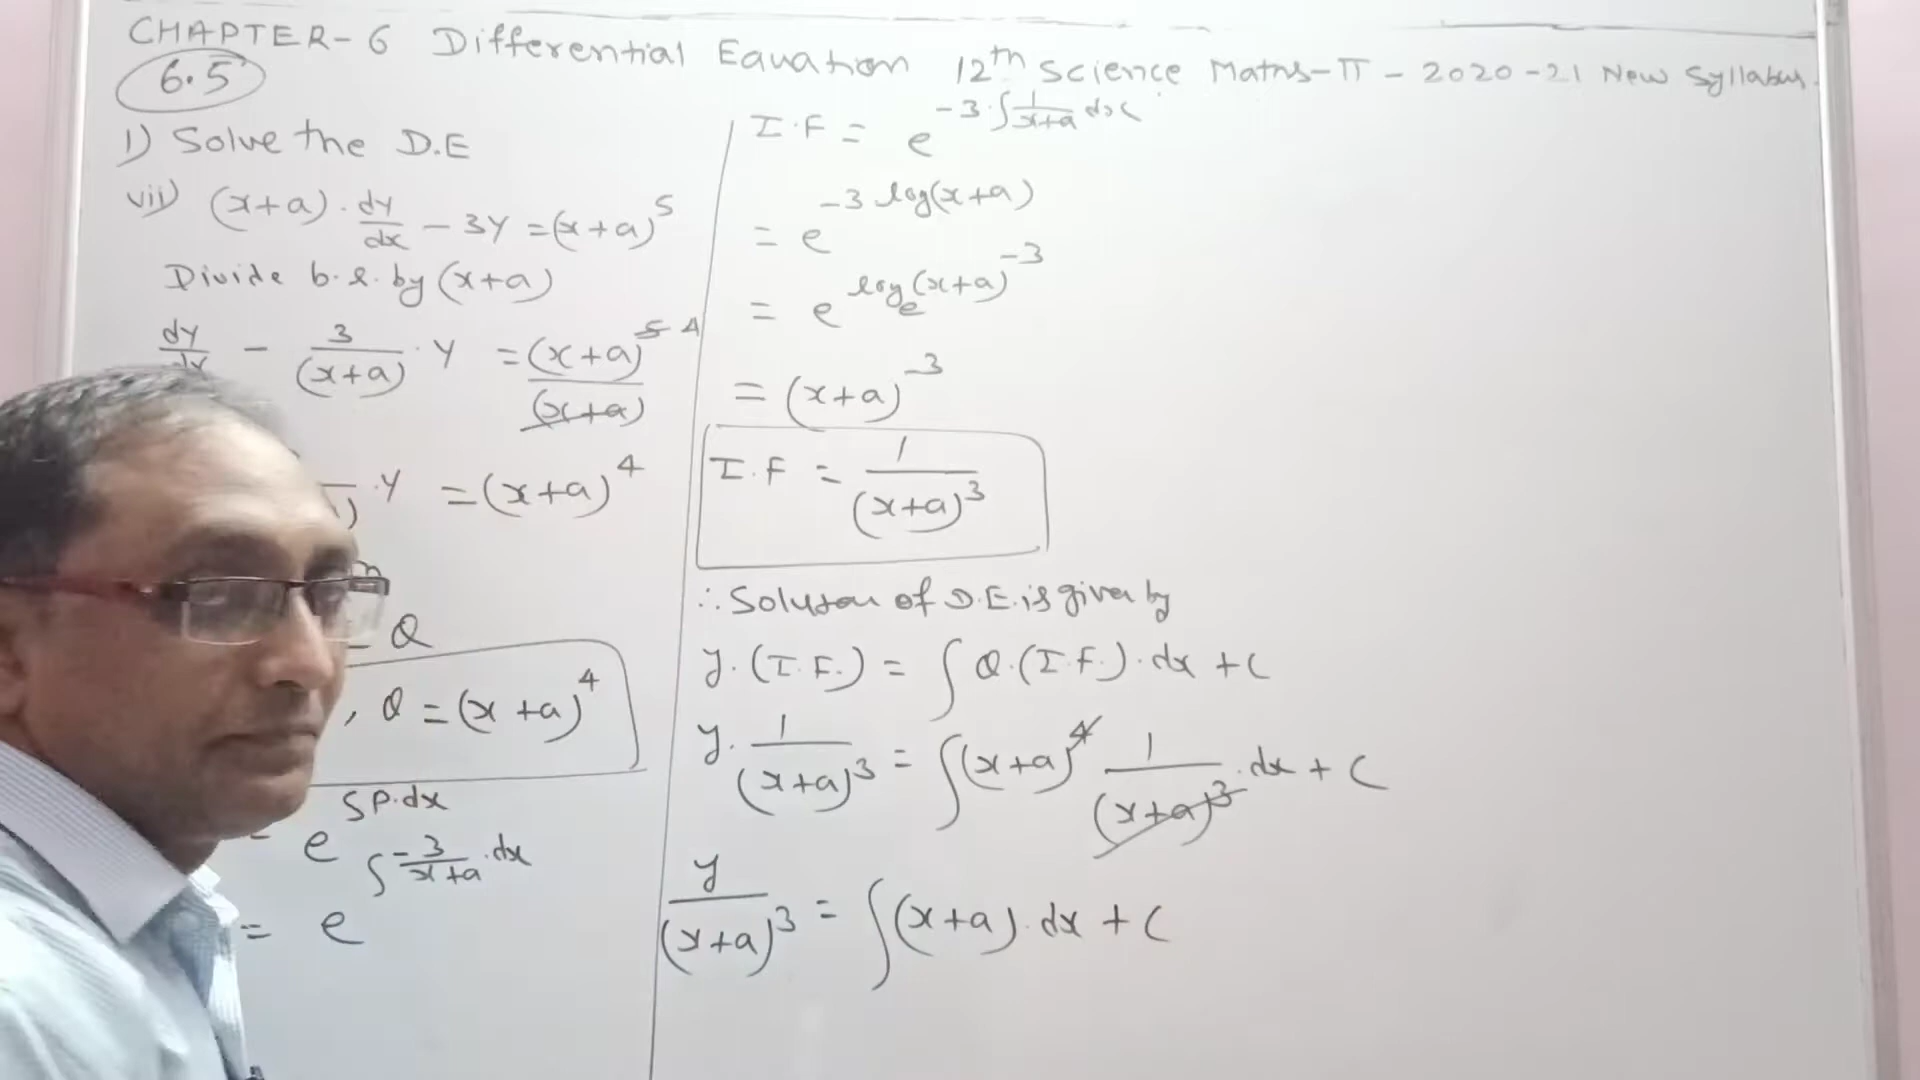 CHAPTER-6 Differential Equation 12th Science Maths-II - 2020-21 New Syllabus.
6.5
1) Solve the D.E
vii) (x+a).dy/dx - 3y = (x+a)^5
Divide b.s. by (x+a)
dy/dx - 3/(x+a) . y = (x+a)^5 4/(x+a)
.y = (x+a)^4
= Q
, Q = (x+a)^4
= e^∫P.dx
= e^∫-3/x+a .dx
I.F = e^-3.∫1/x+a dx
= e^-3 log(x+a)
= e^log_e(x+a)^-3
= (x+a)^-3
I.F = 1/(x+a)^3
∴ Solution of D.E. is given by
y.(I.F.) = ∫Q.(I.F.).dx + C
y. 1/(x+a)^3 = ∫(x+a)^4 1/(x+a)^3 .dx + C
y/(x+a)^3 = ∫(x+a).dx + C